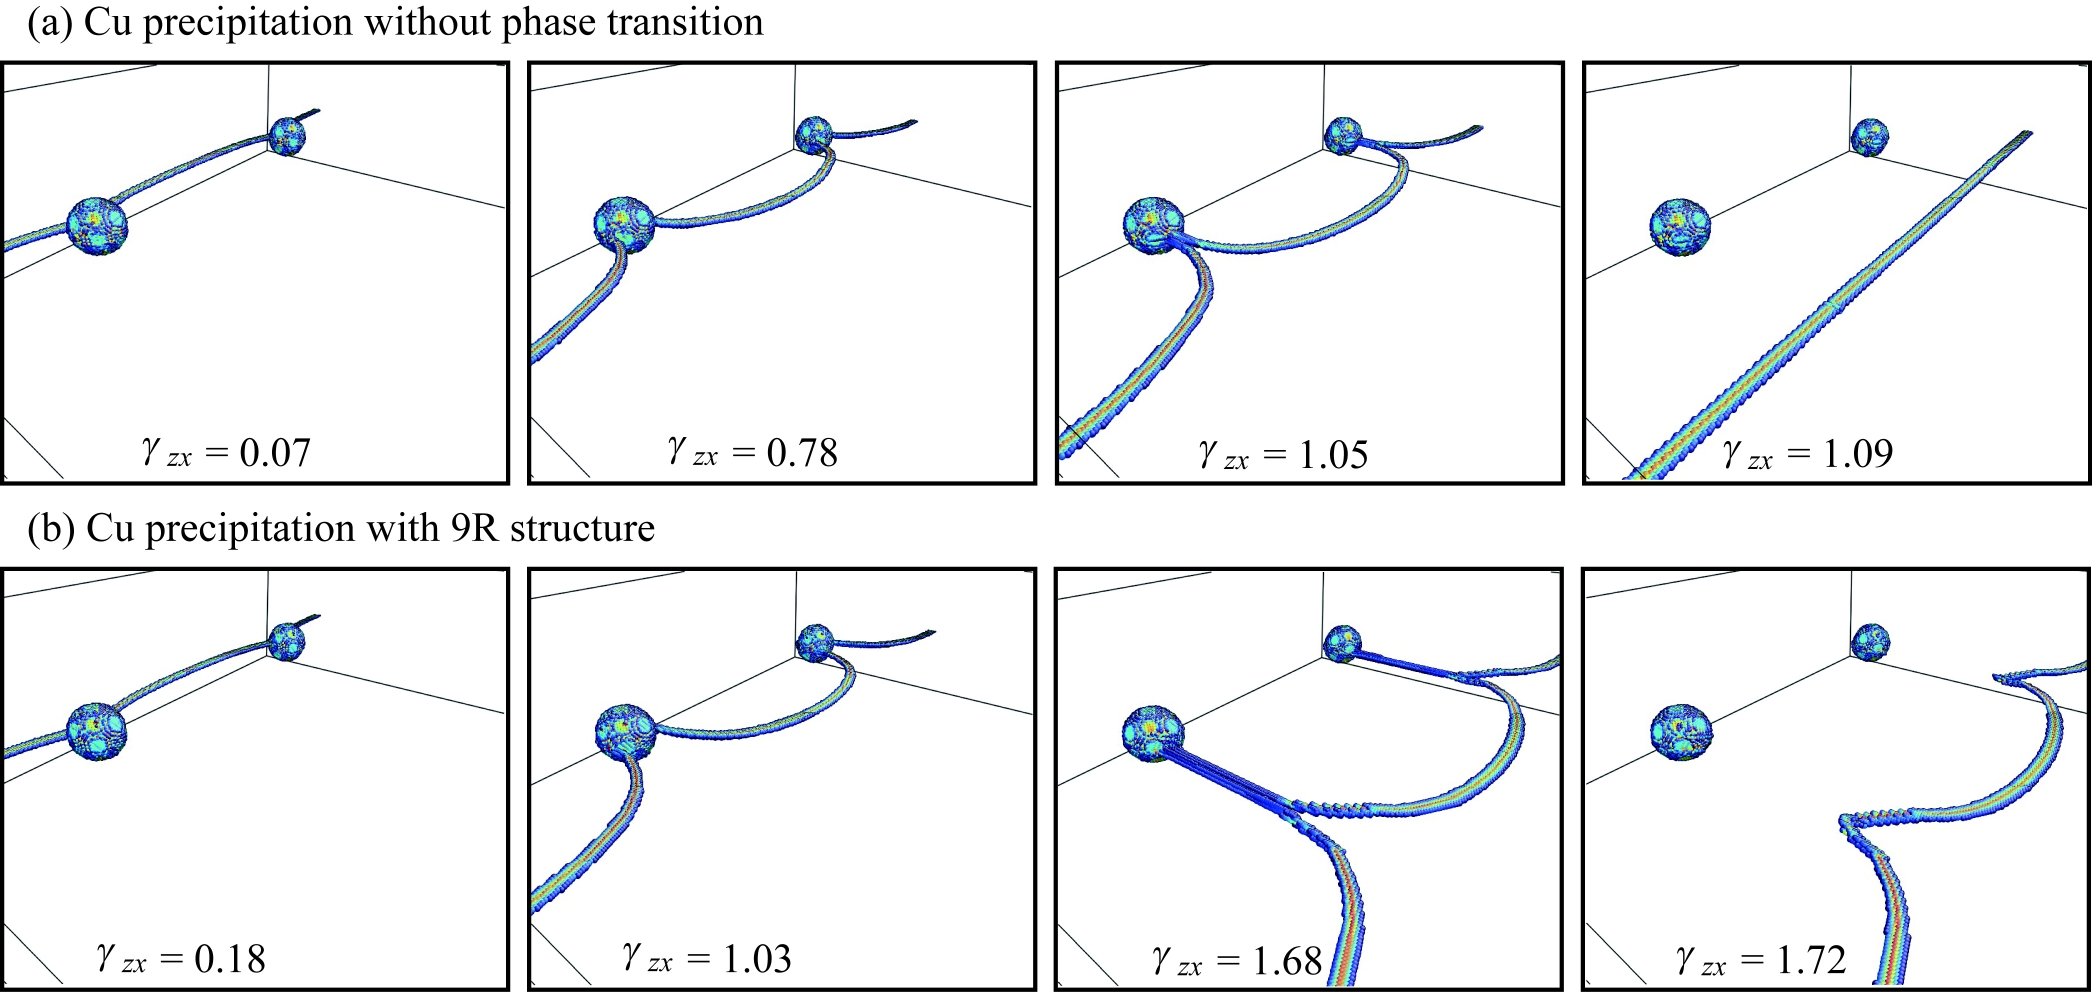 (a) Cu precipitation without phase transition
γ zx = 0.07
γ zx = 0.78
γ zx = 1.05
γ zx = 1.09
(b) Cu precipitation with 9R structure
γ zx = 0.18
γ zx = 1.03
γ zx = 1.68
γ zx = 1.72